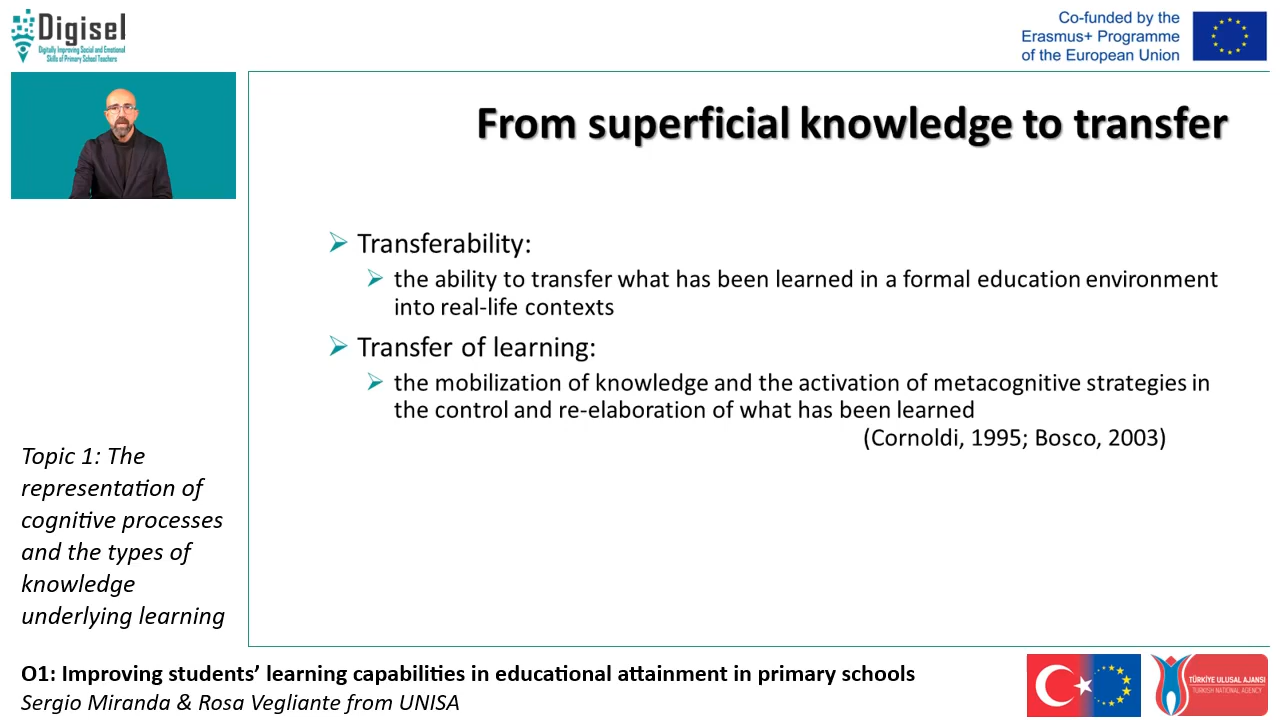 Digisel
Digitally Improving Social and Emotional
Skills of Primary School Teachers
Co-funded by the
Erasmus+ Programme
of the European Union
From superficial knowledge to transfer
Transferability:
the ability to transfer what has been learned in a formal education environment
into real-life contexts
Transfer of learning:
the mobilization of knowledge and the activation of metacognitive strategies in
the control and re-elaboration of what has been learned
(Cornoldi, 1995; Bosco, 2003)
Topic 1: The
representation of
cognitive processes
and the types of
knowledge
underlying learning
O1: Improving students’ learning capabilities in educational attainment in primary schools
Sergio Miranda & Rosa Vegliante from UNISA
TÜRKİYE ULUSAL AJANSI
TURKISH NATIONAL AGENCY